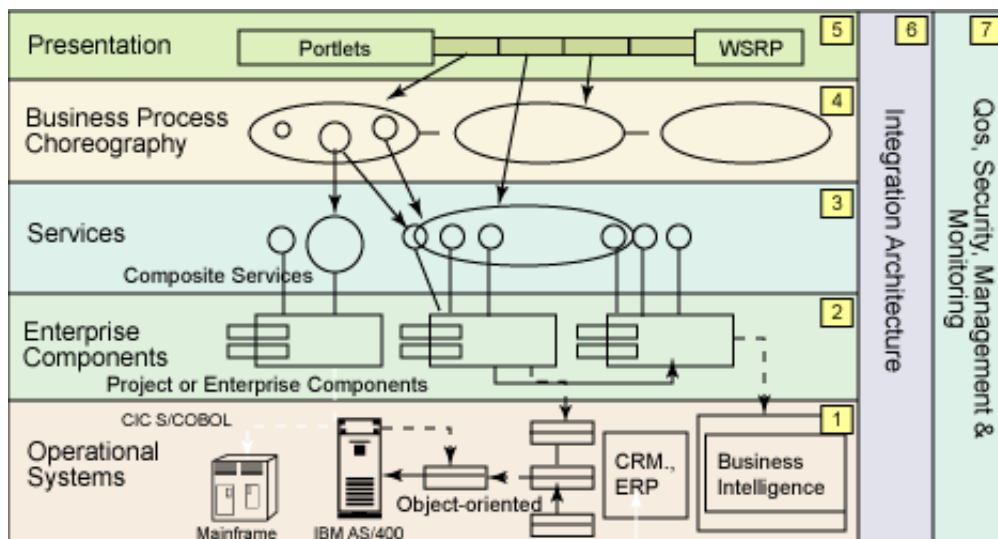 Presentation
Portlets
WSRP
5
Business Process
Choreography
4
Services
3
Composite Services
Enterprise
Components
2
Project or Enterprise Components
CIC S/COBOL
1
Operational
Systems
CRM.,
ERP
Business
Intelligence
Object-oriented
Mainframe
IBM AS/400
6
Integration Architecture
7
Qos, Security, Management &
Monitoring